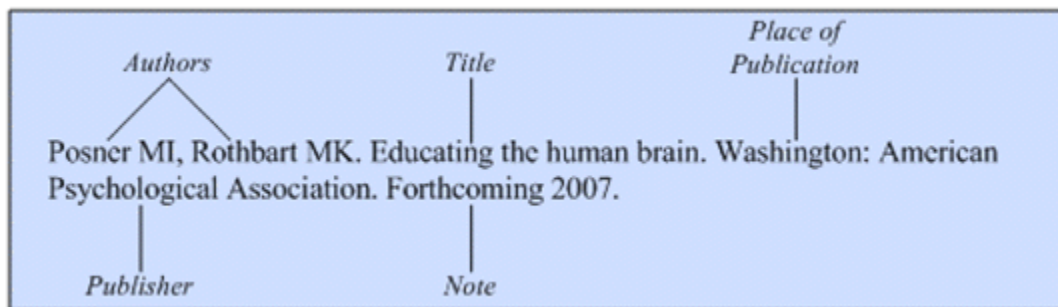 Place of
Authors Title Publication
Posner MI, Rothbart MK. Educating the human brain. Washington: American
Psychological Association. Forthcoming 2007.
Publisher Note